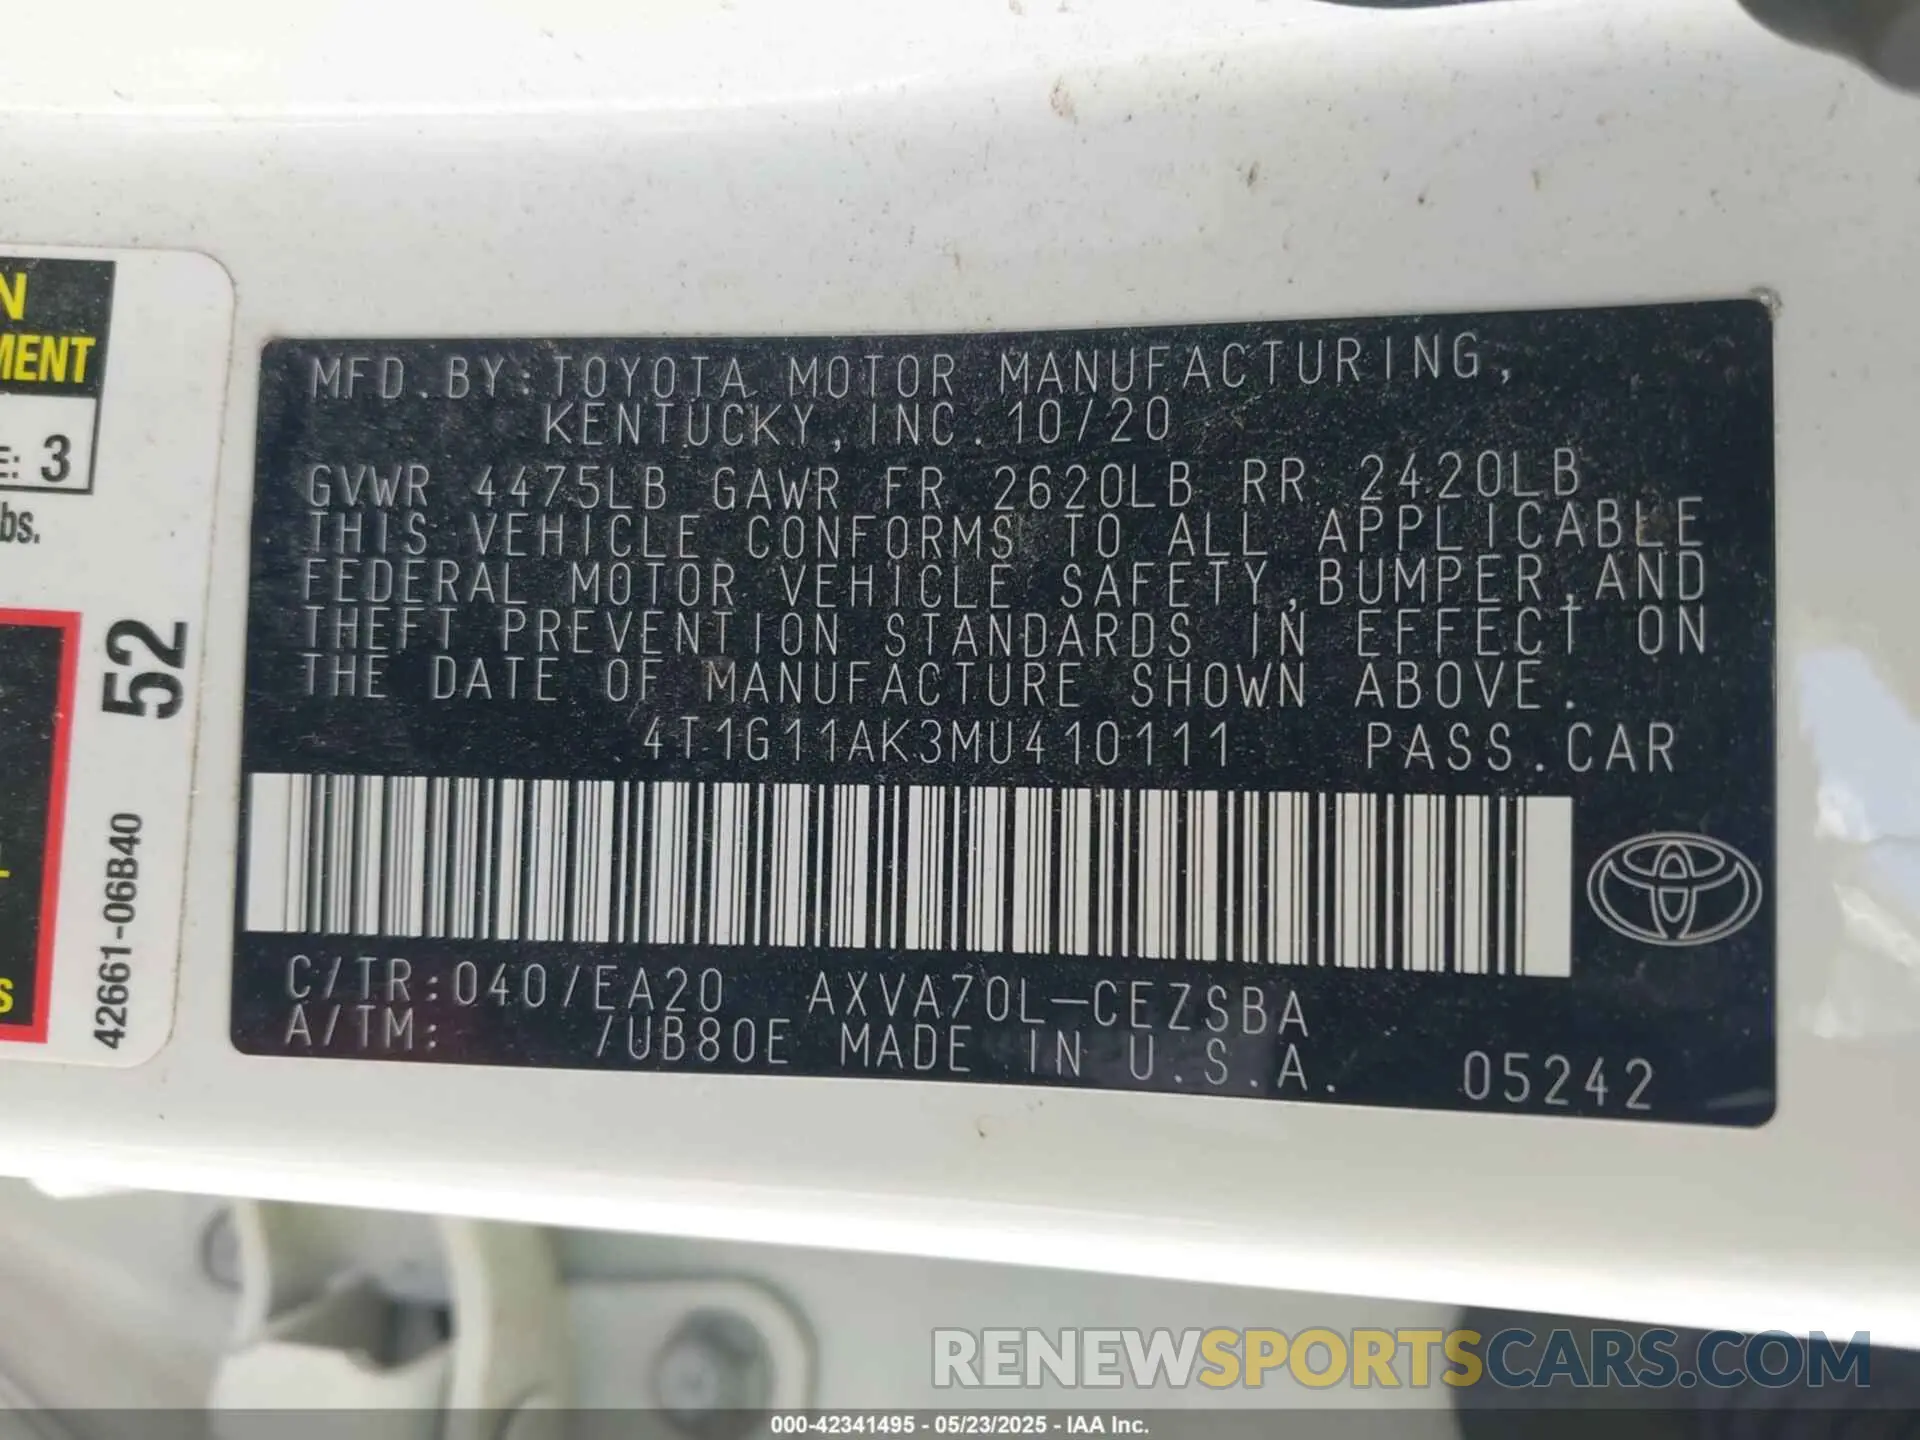 N
MENT
E: 3
bs.
52
42661-06B40
S
MFD.BY:TOYOTA MOTOR MANUFACTURING,
KENTUCKY,INC. 10/20
GVWR 4475LB GAWR FR 2620LB RR 2420LB
THIS VEHICLE CONFORMS TO ALL APPLICABLE
FEDERAL MOTOR VEHICLE SAFETY,BUMPER,AND
THEFT PREVENTION STANDARDS IN EFFECT ON
THE DATE OF MANUFACTURE SHOWN ABOVE.
4T1G11AK3MU410111 PASS.CAR
C/TR:040/EA20 AXVA70L-CEZSBA
A/TM: /UB80E MADE IN U.S.A. 05242
RENEWSPORTSCARS.COM
000-42341495 - 05/23/2025 - IAA Inc.